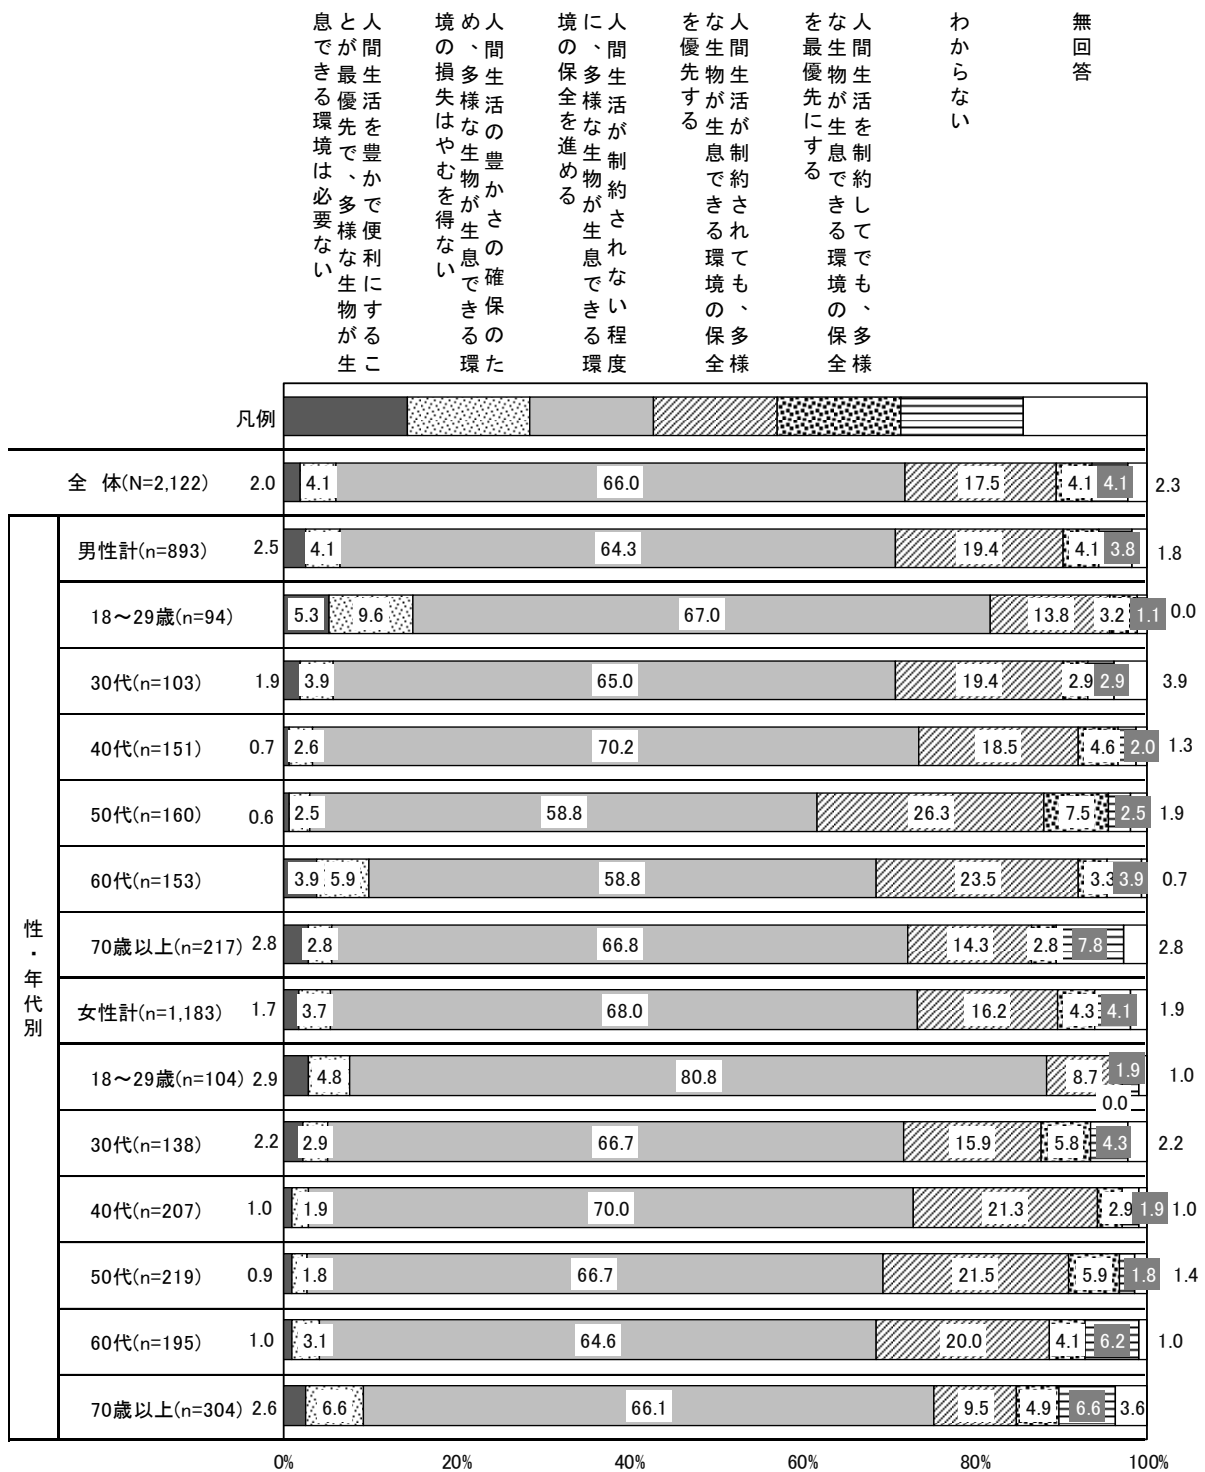 人間生活を豊かで便利にするこ
とが最優先で、多様な生物が生
息できる環境は必要ない
人間生活の豊かさの確保のた
め、多様な生物が生息できる環
境の損失はやむを得ない
人間生活が制約されない程度
に、多様な生物が生息できる環
境の保全を進める
人間生活が制約されても、多様
な生物が生息できる環境の保全
を優先する
人間生活を制約してでも、多様
な生物が生息できる環境の保全
を最優先にする
わからない
無回答
凡例
全 体(N=2,122) 2.0 4.1 66.0 17.5 4.1 4.1 2.3
性・年代別
男性計(n=893) 2.5 4.1 64.3 19.4 4.1 3.8 1.8
18～29歳(n=94) 5.3 9.6 67.0 13.8 3.2 1.1 0.0
30代(n=103) 1.9 3.9 65.0 19.4 2.9 2.9 3.9
40代(n=151) 0.7 2.6 70.2 18.5 4.6 2.0 1.3
50代(n=160) 0.6 2.5 58.8 26.3 7.5 2.5 1.9
60代(n=153) 3.9 5.9 58.8 23.5 3.3 3.9 0.7
70歳以上(n=217) 2.8 2.8 66.8 14.3 2.8 7.8 2.8
女性計(n=1,183) 1.7 3.7 68.0 16.2 4.3 4.1 1.9
18～29歳(n=104) 2.9 4.8 80.8 8.7 0.0 1.9 1.0
30代(n=138) 2.2 2.9 66.7 15.9 5.8 4.3 2.2
40代(n=207) 1.0 1.9 70.0 21.3 2.9 1.9 1.0
50代(n=219) 0.9 1.8 66.7 21.5 5.9 1.8 1.4
60代(n=195) 1.0 3.1 64.6 20.0 4.1 6.2 1.0
70歳以上(n=304) 2.6 6.6 66.1 9.5 4.9 6.6 3.6
0% 20% 40% 60% 80% 100%